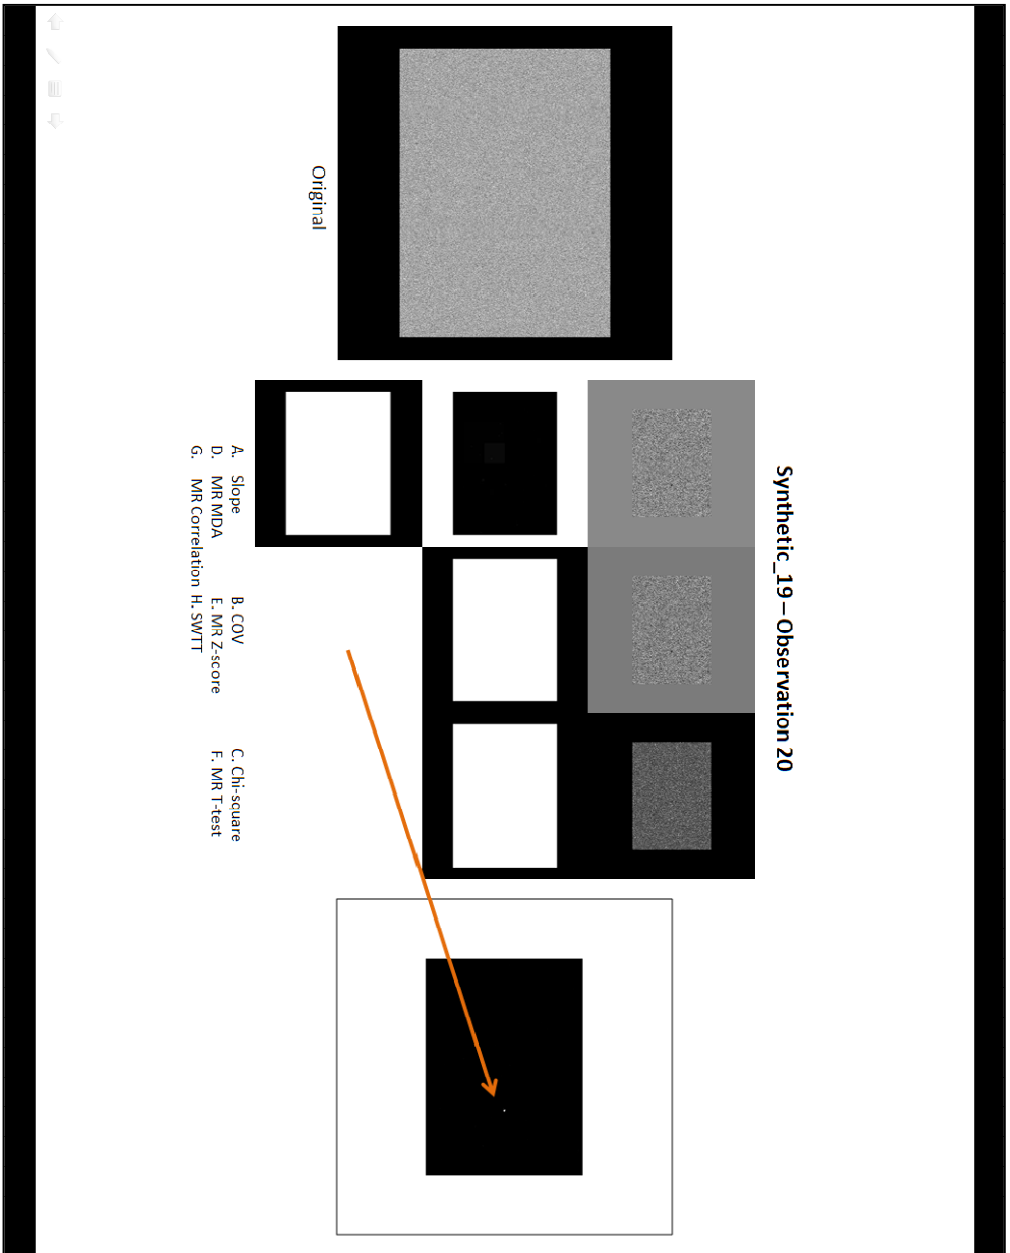 Synthetic_19 – Observation 20
Original
A. Slope B. COV C. Chi-square
D. MR MDA E. MR Z-score F. MR T-test
G. MR Correlation H. SWTT